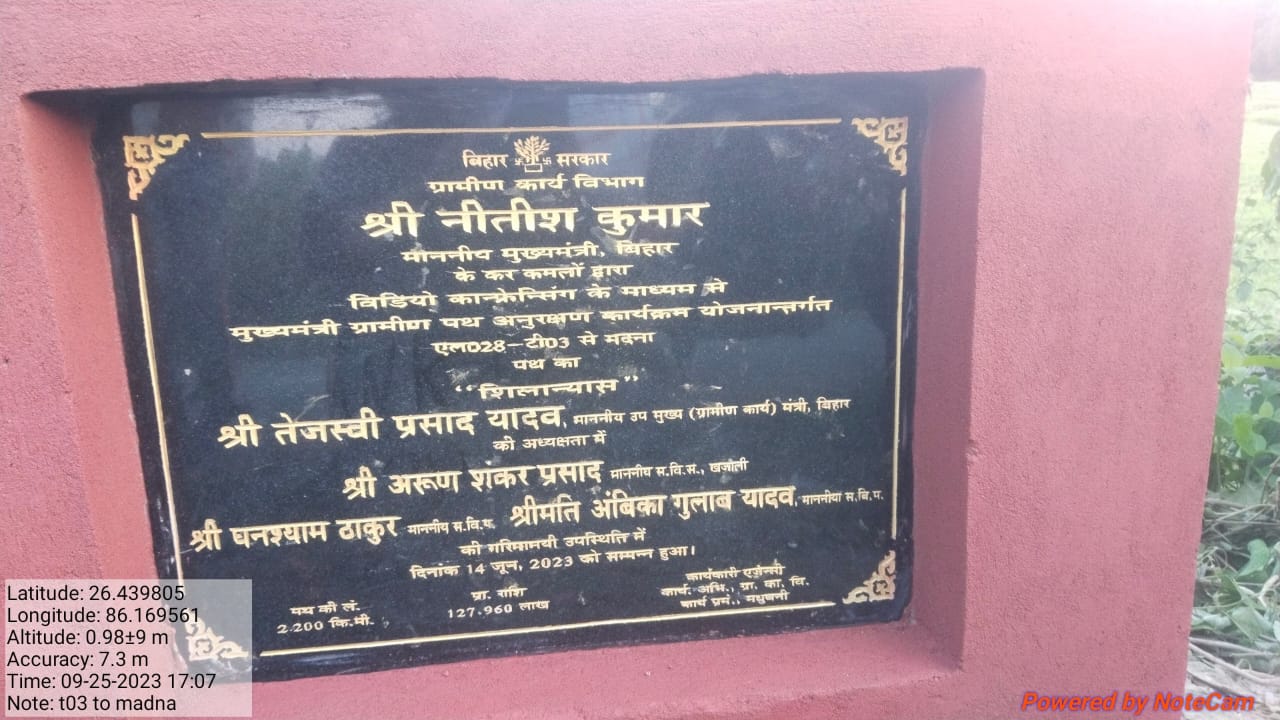 बिहार सरकार
ग्रामीण कार्य विभाग
श्री नीतीश कुमार
माननीय मुख्यमंत्री, बिहार
के कर कमलों द्वारा
विडियो कान्फ्रेन्सिंग के माध्यम से
मुख्यमंत्री ग्रामीण पथ अनुरक्षण कार्यक्रम योजनान्तर्गत
एल028-टी03 से मदना
पथ का
“शिलान्यास”
श्री तेजस्वी प्रसाद यादव, माननीय उप मुख्य (ग्रामीण कार्य) मंत्री, बिहार
की अध्यक्षता में
श्री अरूण शंकर प्रसाद माननीय स.वि.स., खजौली
श्री घनश्याम ठाकुर माननीय स.वि.प. श्रीमति अंबिका गुलाब यादव, माननीया स.वि.प.
की गरिमामयी उपस्थिति में
दिनांक 14 जून, 2023 को सम्पन्न हुआ।
पथ की लं.
2.200 कि.मी.
प्रा. राशि
127.960 लाख
कार्यकारी एजेन्सी
कार्य. अभि., ग्रा. का. वि.
कार्य प्रमं., मधुबनी
Latitude: 26.439805
Longitude: 86.169561
Altitude: 0.98±9 m
Accuracy: 7.3 m
Time: 09-25-2023 17:07
Note: t03 to madna
Powered by NoteCam